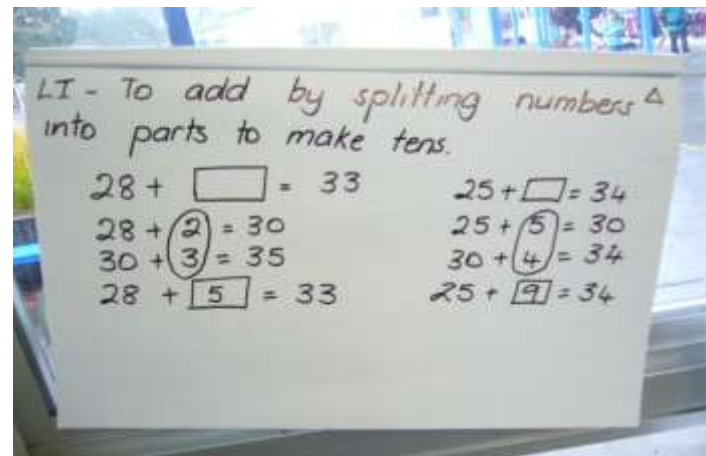 LI - To add by splitting numbers
into parts to make tens.
28 + □ = 33
28 + 2 = 30
30 + 3 = 35
28 + 5 = 33
25 + □ = 34
25 + 5 = 30
30 + 4 = 34
25 + 9 = 34